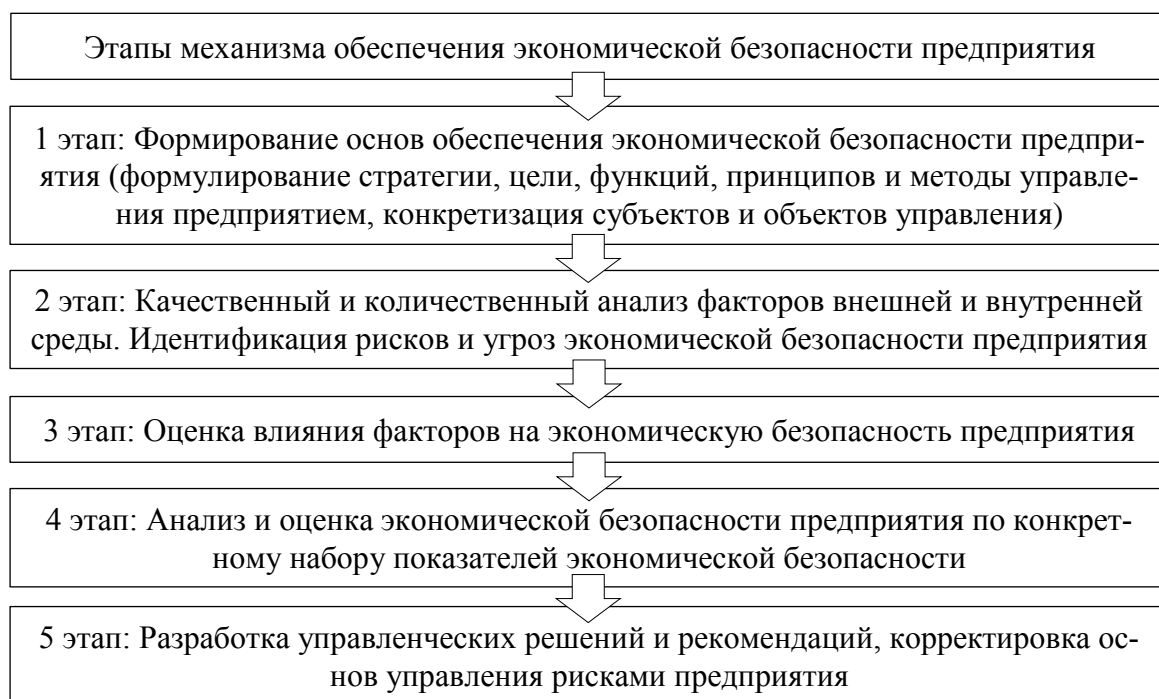 Этапы механизма обеспечения экономической безопасности предприятия
1 этап: Формирование основ обеспечения экономической безопасности предпри-
ятия (формулирование стратегии, цели, функций, принципов и методы управле-
ния предприятием, конкретизация субъектов и объектов управления)
2 этап: Качественный и количественный анализ факторов внешней и внутренней
среды. Идентификация рисков и угроз экономической безопасности предприятия
3 этап: Оценка влияния факторов на экономическую безопасность предприятия
4 этап: Анализ и оценка экономической безопасности предприятия по конкрет-
ному набору показателей экономической безопасности
5 этап: Разработка управленческих решений и рекомендаций, корректировка ос-
нов управления рисками предприятия